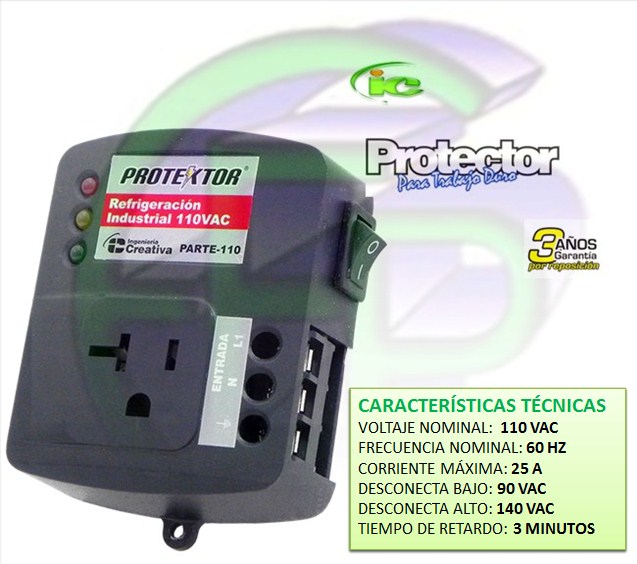 ic
Protector
Para Trabajo Duro
3 AÑOS
Garantía
por reposición
PROTEXTOR
Refrigeración
Industrial 110VAC
Ingeniería
Creativa
PARTE-110
O
I
ENTRADA
N L1
CARACTERÍSTICAS TÉCNICAS
VOLTAJE NOMINAL: 110 VAC
FRECUENCIA NOMINAL: 60 HZ
CORRIENTE MÁXIMA: 25 A
DESCONECTA BAJO: 90 VAC
DESCONECTA ALTO: 140 VAC
TIEMPO DE RETARDO: 3 MINUTOS